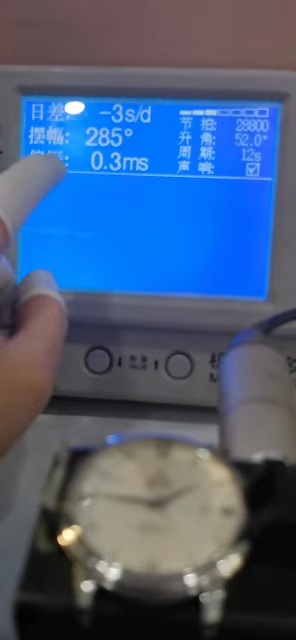 日差: -3s/d
摆幅: 285°
0.3ms
节 拍: 28800
升 角: 52.0°
周 期: 12s
声 响: ☑
机
M